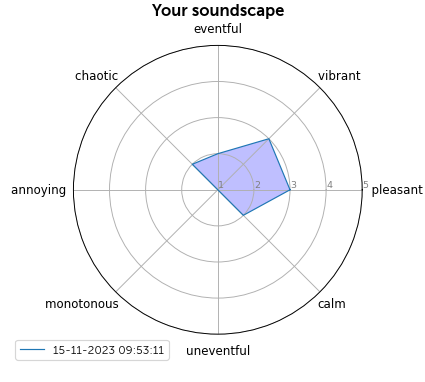 Your soundscape
eventful
chaotic
vibrant
annoying
1 2 3 4 5
pleasant
monotonous
calm
15-11-2023 09:53:11
uneventful